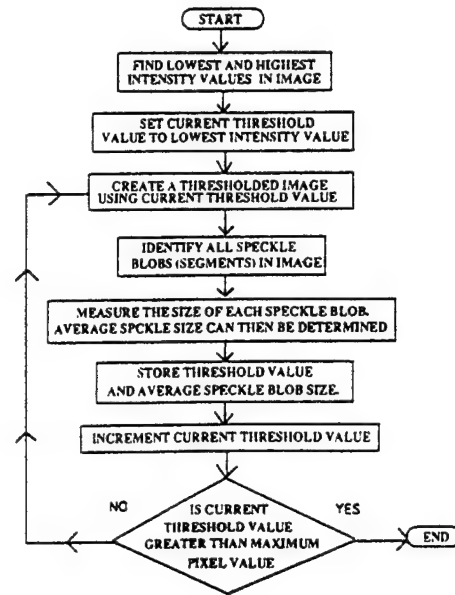 START
FIND LOWEST AND HIGHEST
INTENSITY VALUES IN IMAGE
SET CURRENT THRESHOLD
VALUE TO LOWEST INTENSITY VALUE
CREATE A THRESHOLDED IMAGE
USING CURRENT THRESHOLD VALUE
IDENTIFY ALL SPECKLE
BLOBS (SEGMENTS) IN IMAGE
MEASURE THE SIZE OF EACH SPECKLE BLOB.
AVERAGE SPCKLE SIZE CAN THEN BE DETERMINED
STORE THRESHOLD VALUE
AND AVERAGE SPECKLE BLOB SIZE.
INCREMENT CURRENT THRESHOLD VALUE
NO
YES
IS CURRENT
THRESHOLD VALUE
GREATER THAN MAXIMUM
PIXEL VALUE
END